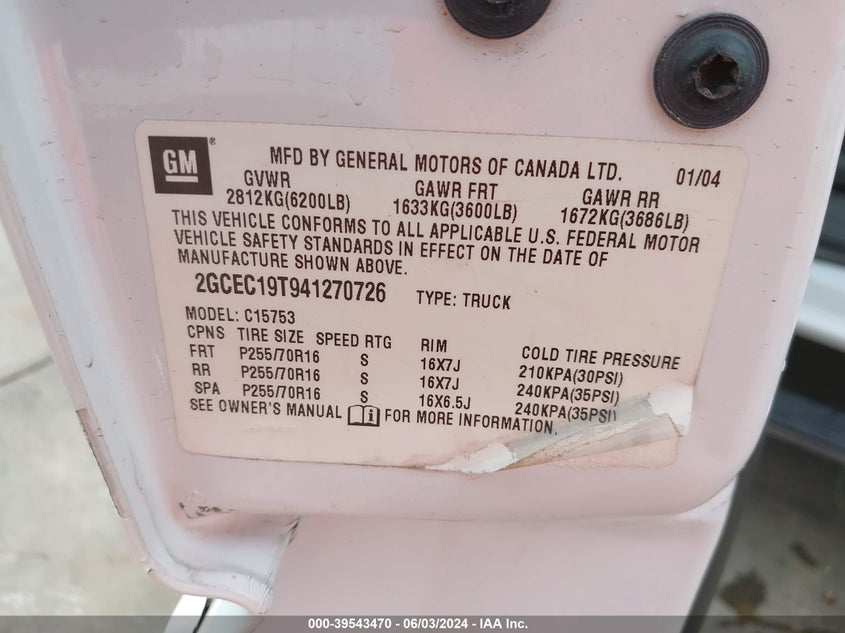 GM
MFD BY GENERAL MOTORS OF CANADA LTD. 01/04
GVWR GAWR FRT GAWR RR
2812KG(6200LB) 1633KG(3600LB) 1672KG(3686LB)
THIS VEHICLE CONFORMS TO ALL APPLICABLE U.S. FEDERAL MOTOR
VEHICLE SAFETY STANDARDS IN EFFECT ON THE DATE OF
MANUFACTURE SHOWN ABOVE.
2GCEC19T941270726 TYPE: TRUCK
MODEL: C15753
CPNS TIRE SIZE SPEED RTG RIM COLD TIRE PRESSURE
FRT P255/70R16 S 16X7J 210KPA(30PSI)
RR P255/70R16 S 16X7J 240KPA(35PSI)
SPA P255/70R16 S 16X6.5J 240KPA(35PSI)
SEE OWNER'S MANUAL i FOR MORE INFORMATION.
000-39543470 | 06/03/2024 - IAA Inc.